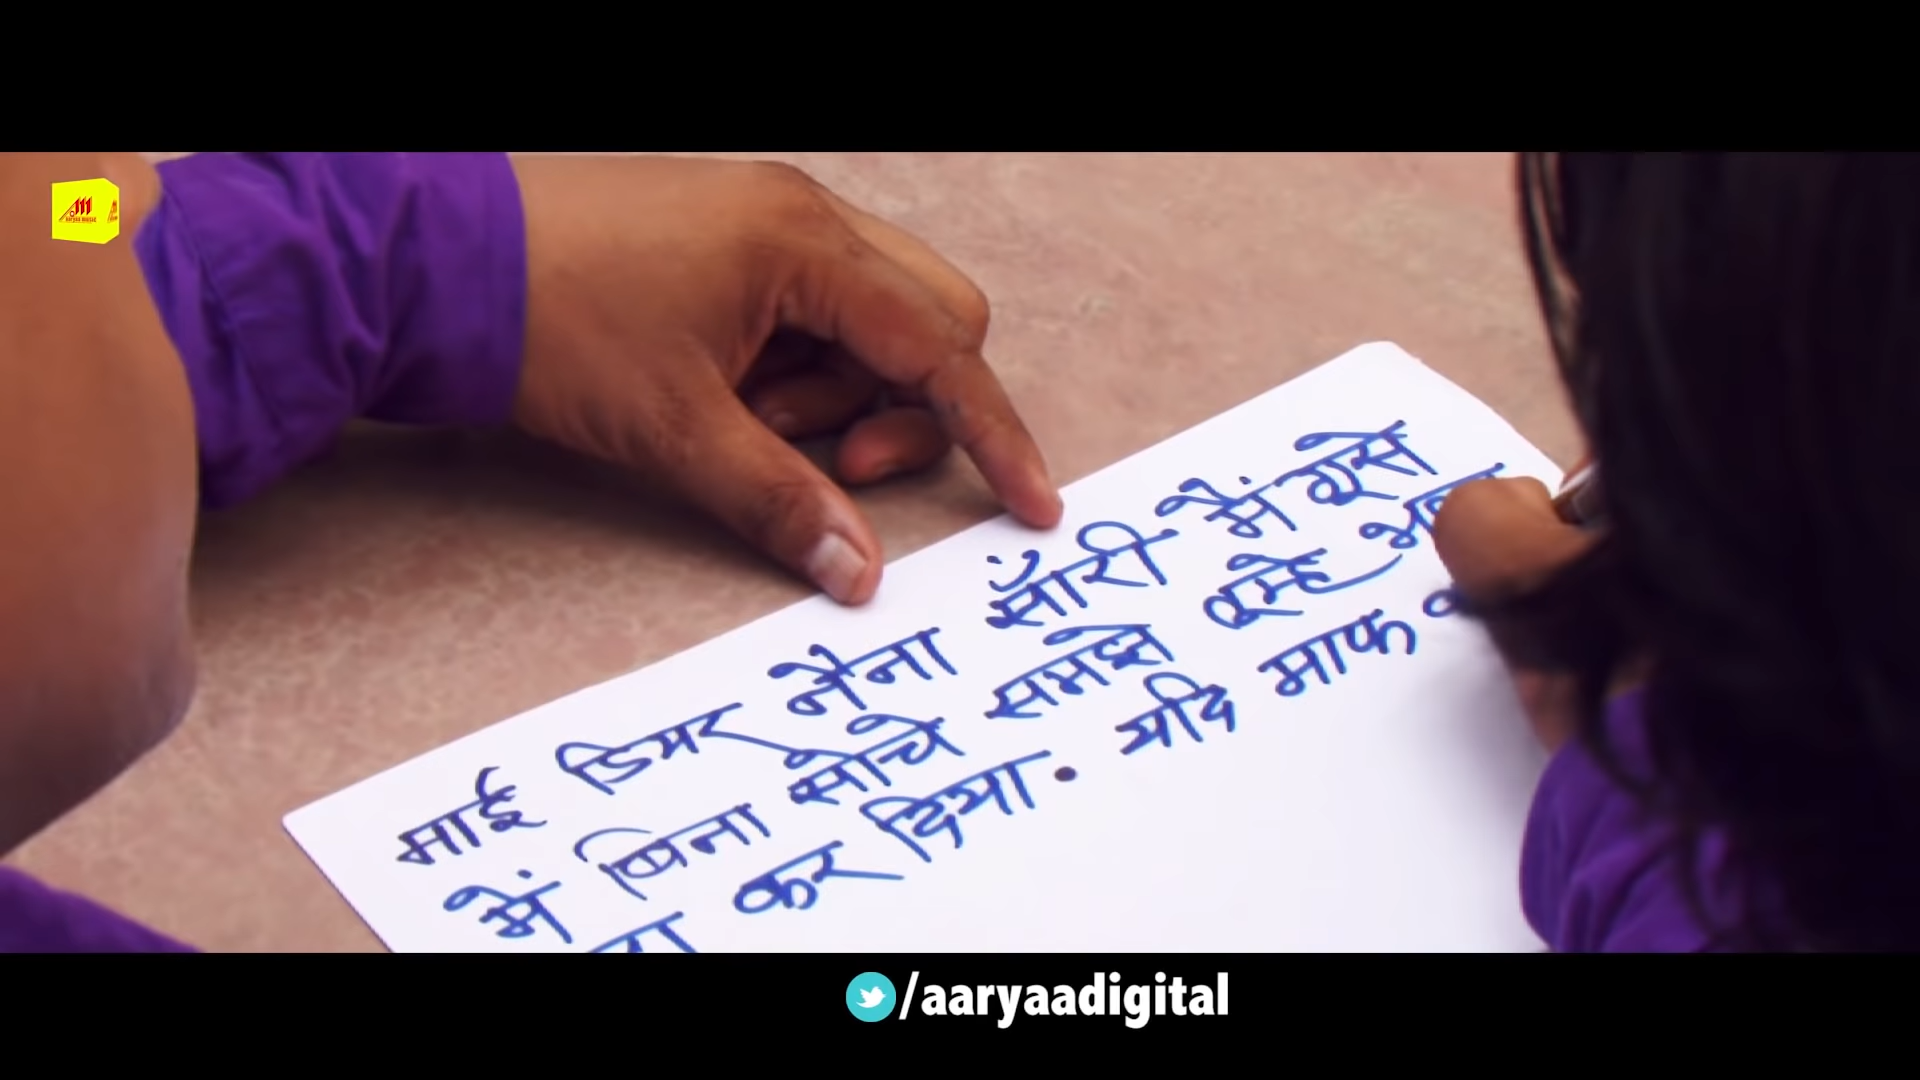 माई डियर नैना सॉरी मैं गूस्से
में बिना सोचे समझे तूम्हे
कर दिया. यदि माफ
/aaryaadigital